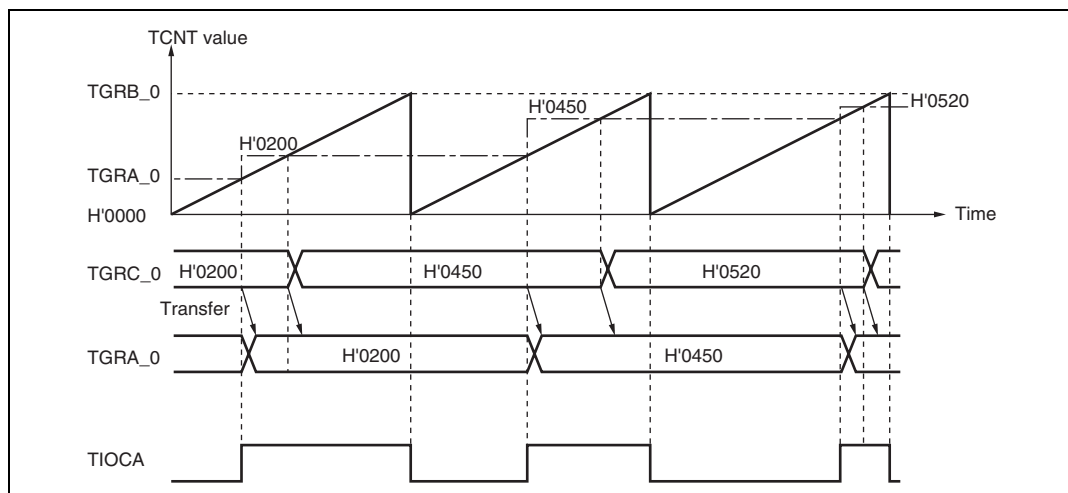 TCNT value
TGRB_0
H'0520
H'0450
H'0200
TGRA_0
H'0000
Time
TGRC_0
H'0200
H'0450
H'0520
Transfer
TGRA_0
H'0200
H'0450
TIOCA